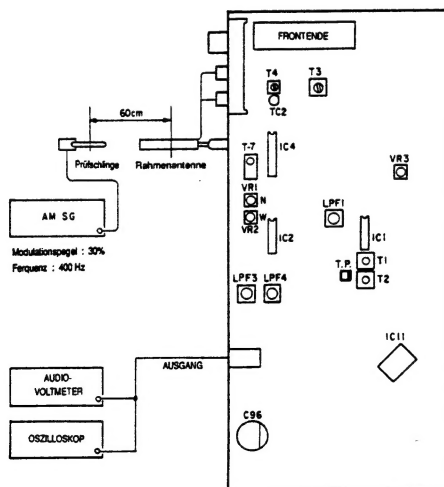 FRONTENDE
T4
T3
TC2
60cm
IC4
Prüfschlinge
Rahmenantenne
T-7
VR3
VR1
N
AM SG
LPF1
W
VR2
IC2
IC1
Modulationspegel : 30%
Ferquenz : 400 Hz
T1
T.P.
T2
LPF3
LPF4
IC11
AUSGANG
AUDIO-
VOLTMETER
C96
OSZILLOSKOP